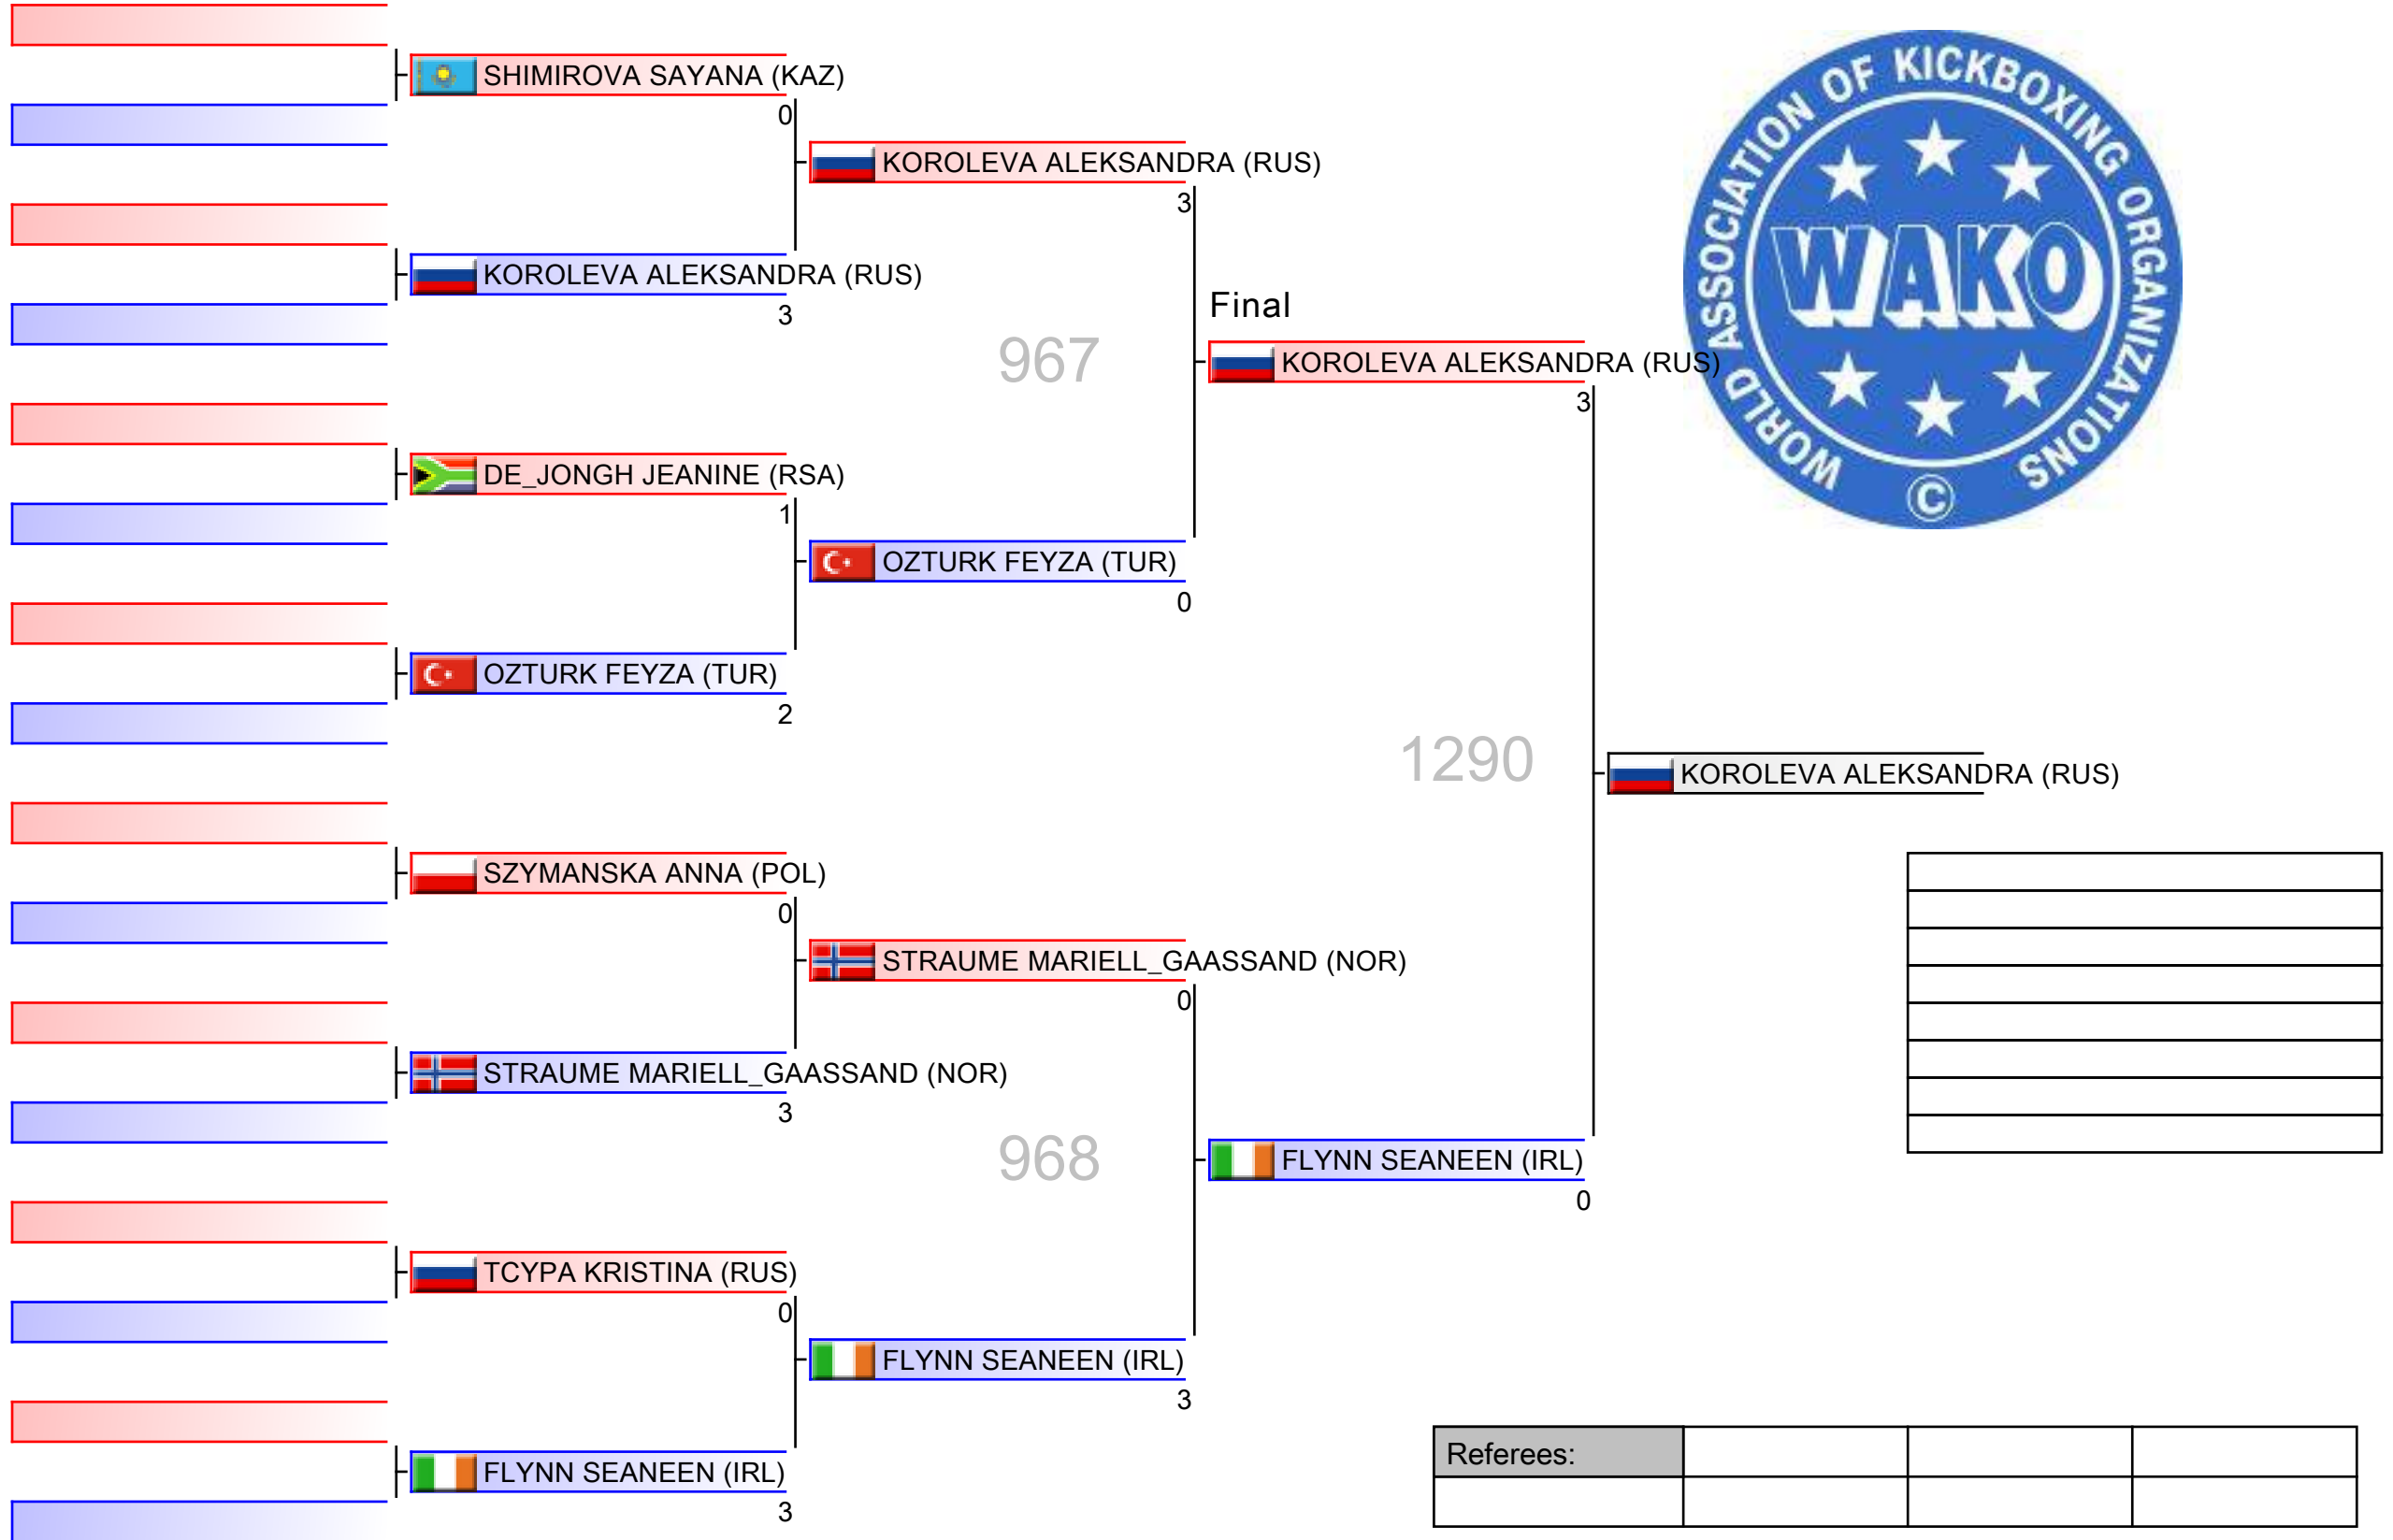 SHIMIROVA SAYANA (KAZ)
0
KOROLEVA ALEKSANDRA (RUS)
3
KOROLEVA ALEKSANDRA (RUS)
3
967
DE_JONGH JEANINE (RSA)
1
OZTURK FEYZA (TUR)
0
OZTURK FEYZA (TUR)
2
Final
KOROLEVA ALEKSANDRA (RUS)
3
WORLD ASSOCIATION OF KICKBOXING ORGANIZATIONS
WAKO
©
1290
KOROLEVA ALEKSANDRA (RUS)
SZYMANSKA ANNA (POL)
0
STRAUME MARIELL_GAASSAND (NOR)
0
STRAUME MARIELL_GAASSAND (NOR)
3
968
FLYNN SEANEEN (IRL)
0
TCYPA KRISTINA (RUS)
0
FLYNN SEANEEN (IRL)
3
FLYNN SEANEEN (IRL)
3
Referees: